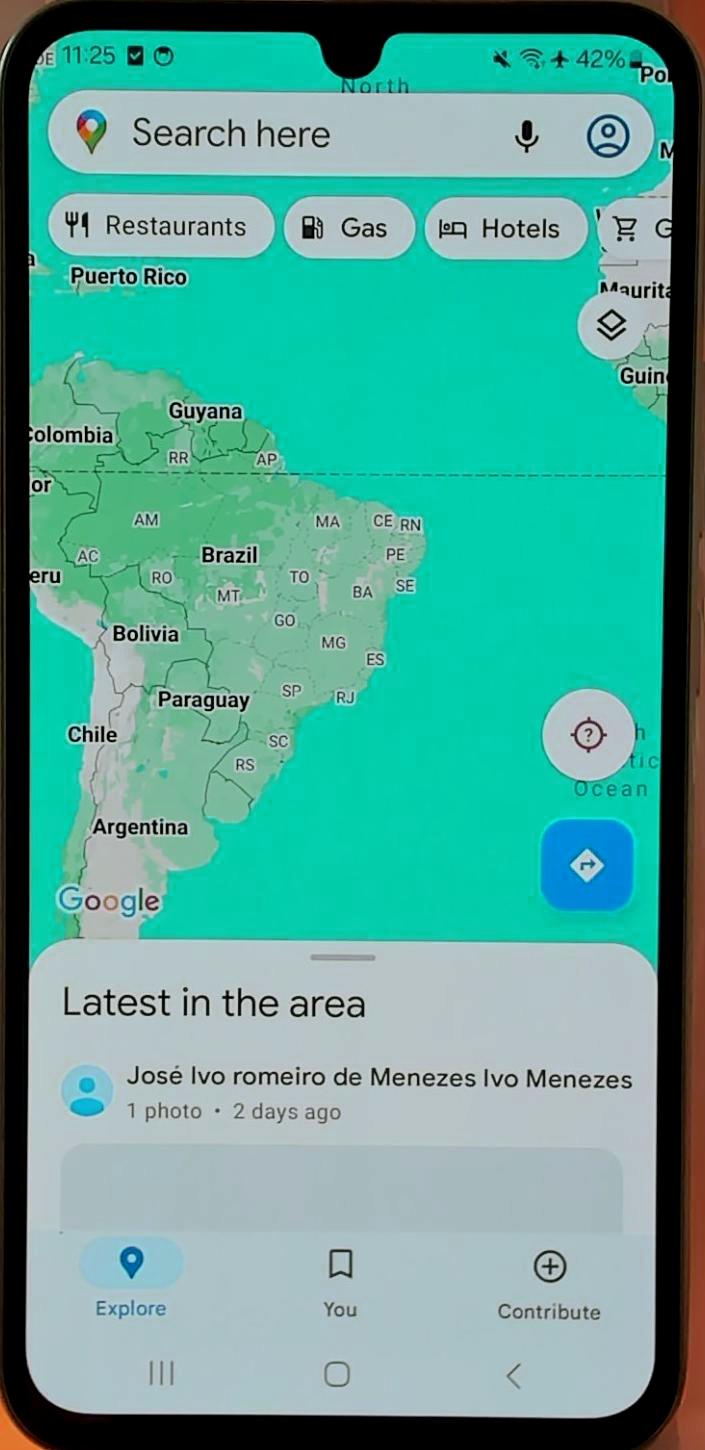 DE 11:25 42%
Por
North
Search here
M
Restaurants Gas Hotels G
a
Puerto Rico
Maurita
Guin
Guyana
Colombia
RR AP
or
AM MA CE RN
AC Brazil PE
eru RO TO SE
MT BA
GO
Bolivia MG
ES
Paraguay SP RJ
Chile SC
h
tic
RS
Ocean
Argentina
Google
Latest in the area
José Ivo romeiro de Menezes Ivo Menezes
1 photo • 2 days ago
Explore You Contribute